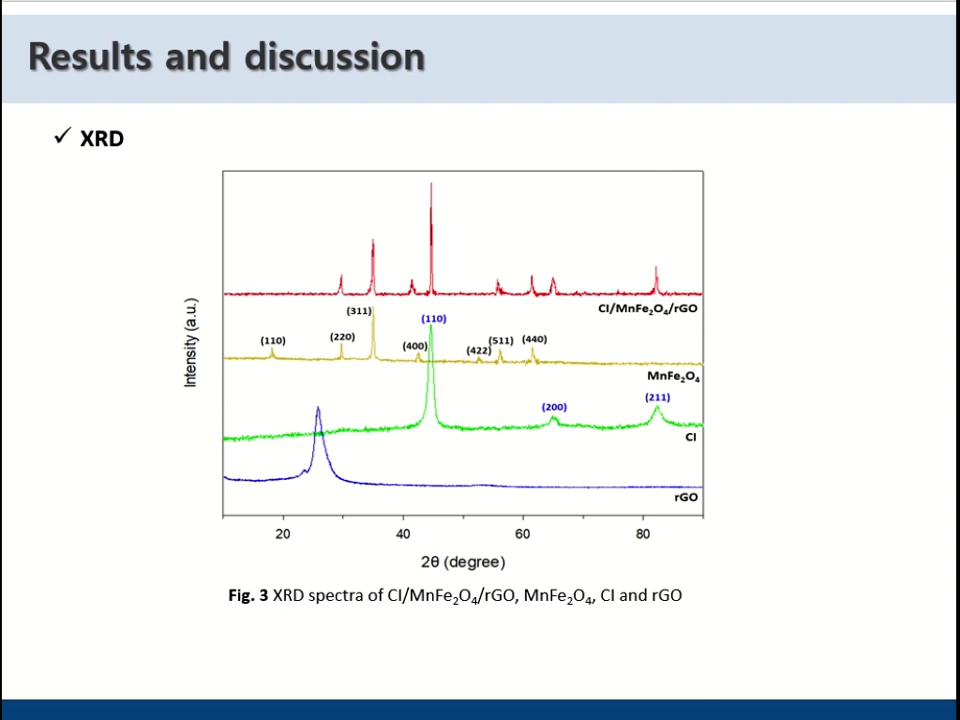 Results and discussion
✓ XRD
CI/MnFe₂O₄/rGO
(311)
(110)
(110)
(220)
(400)
(422)
(511)
(440)
MnFe₂O₄
(200)
(211)
CI
rGO
Intensity (a.u.)
20 40 60 80
2θ (degree)
Fig. 3 XRD spectra of CI/MnFe₂O₄/rGO, MnFe₂O₄, CI and rGO